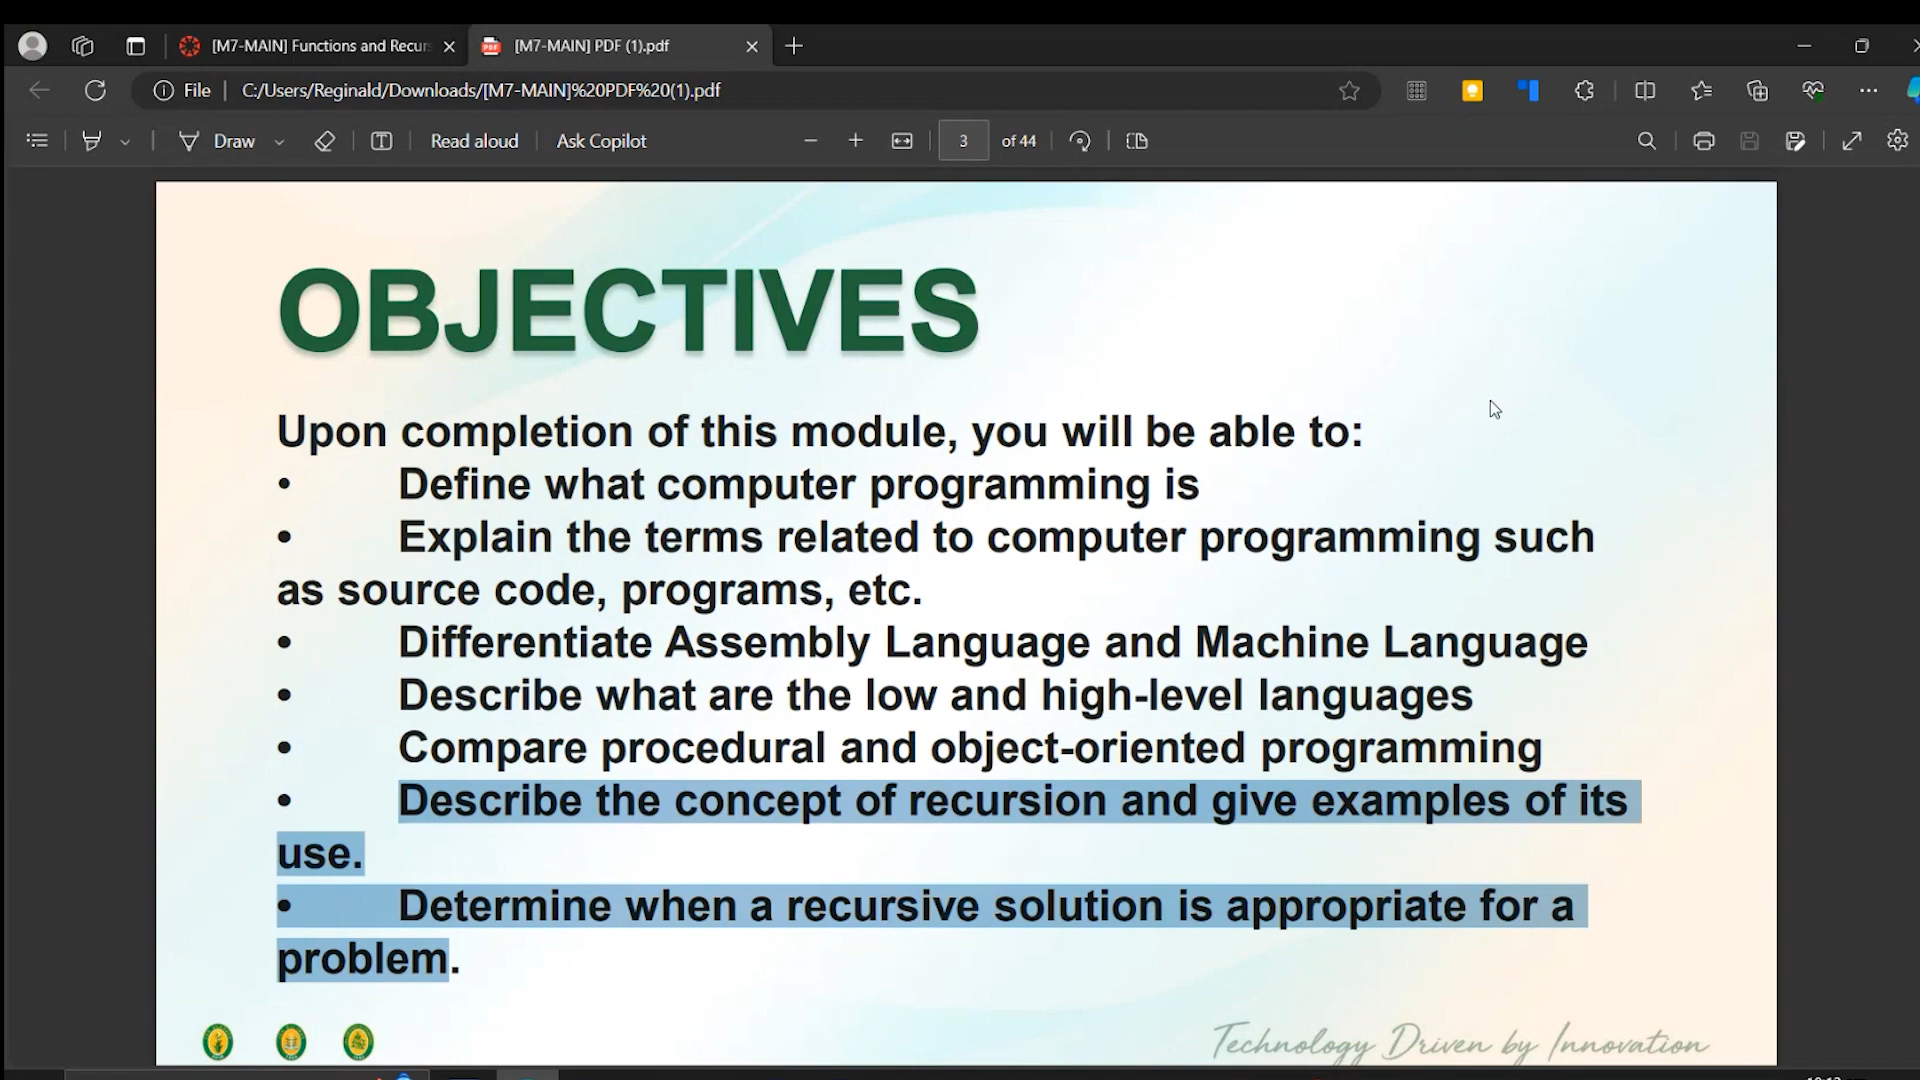 [M7-MAIN] Functions and Recur
[M7-MAIN] PDF (1).pdf
File
C:/Users/Reginald/Downloads/[M7-MAIN]%20PDF%20(1).pdf
Draw
Read aloud
Ask Copilot
3
of 44
OBJECTIVES
Upon completion of this module, you will be able to:
• Define what computer programming is
• Explain the terms related to computer programming such
as source code, programs, etc.
• Differentiate Assembly Language and Machine Language
• Describe what are the low and high-level languages
• Compare procedural and object-oriented programming
• Describe the concept of recursion and give examples of its
use.
• Determine when a recursive solution is appropriate for a
problem.
Technology Driven by Innovation